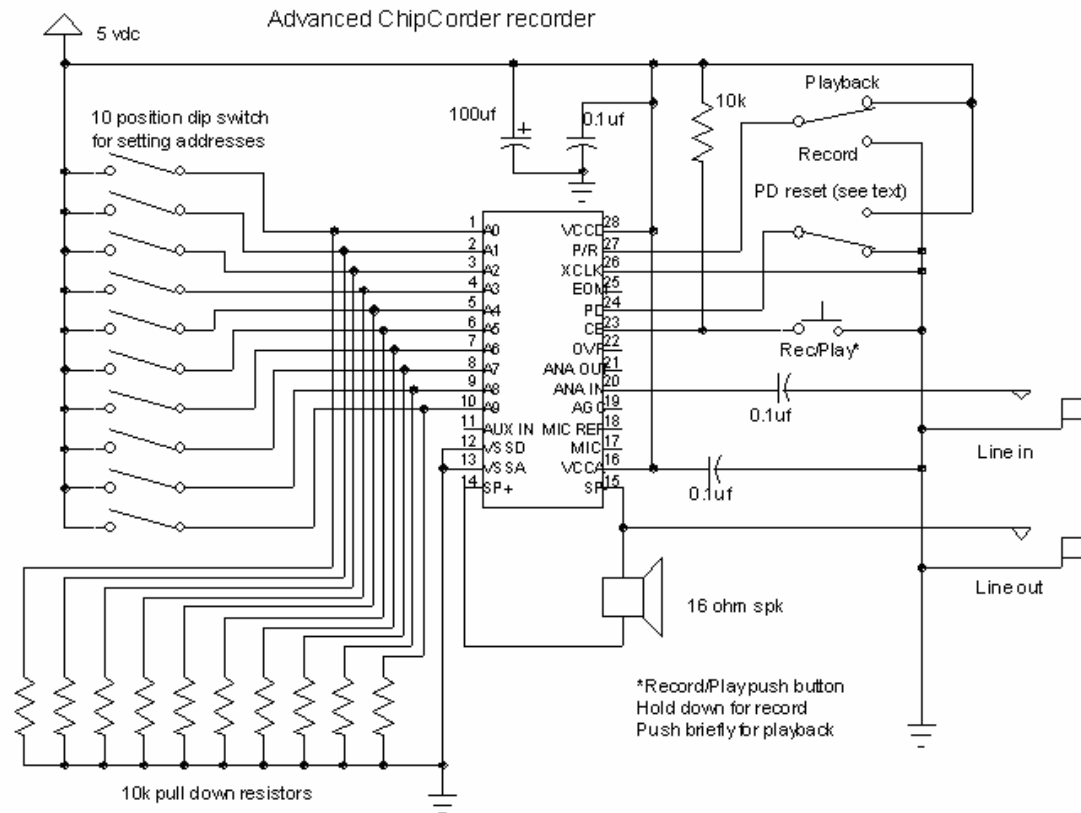 Advanced ChipCorder recorder
5 vdc
10 position dip switch
for setting addresses
100uf
+
0.1uf
10k
Playback
Record
PD reset (see text)
1 A0
2 A1
3 A2
4 A3
5 A4
6 A5
7 A6
8 A7
9 A8
10 A9
11 AUX IN
12 VSSD
13 VSSA
14 SP+
VCCD 28
P/R 27
XCLK 26
EOM 25
PD 24
CE 23
OVF 22
ANA OUT 21
ANA IN 20
AGC 19
MIC REF 18
MIC 17
VCCA 16
SP 15
Rec/Play*
0.1uf
Line in
0.1uf
Line out
16 ohm spk
*Record/Play push button
Hold down for record
Push briefly for playback
10k pull down resistors